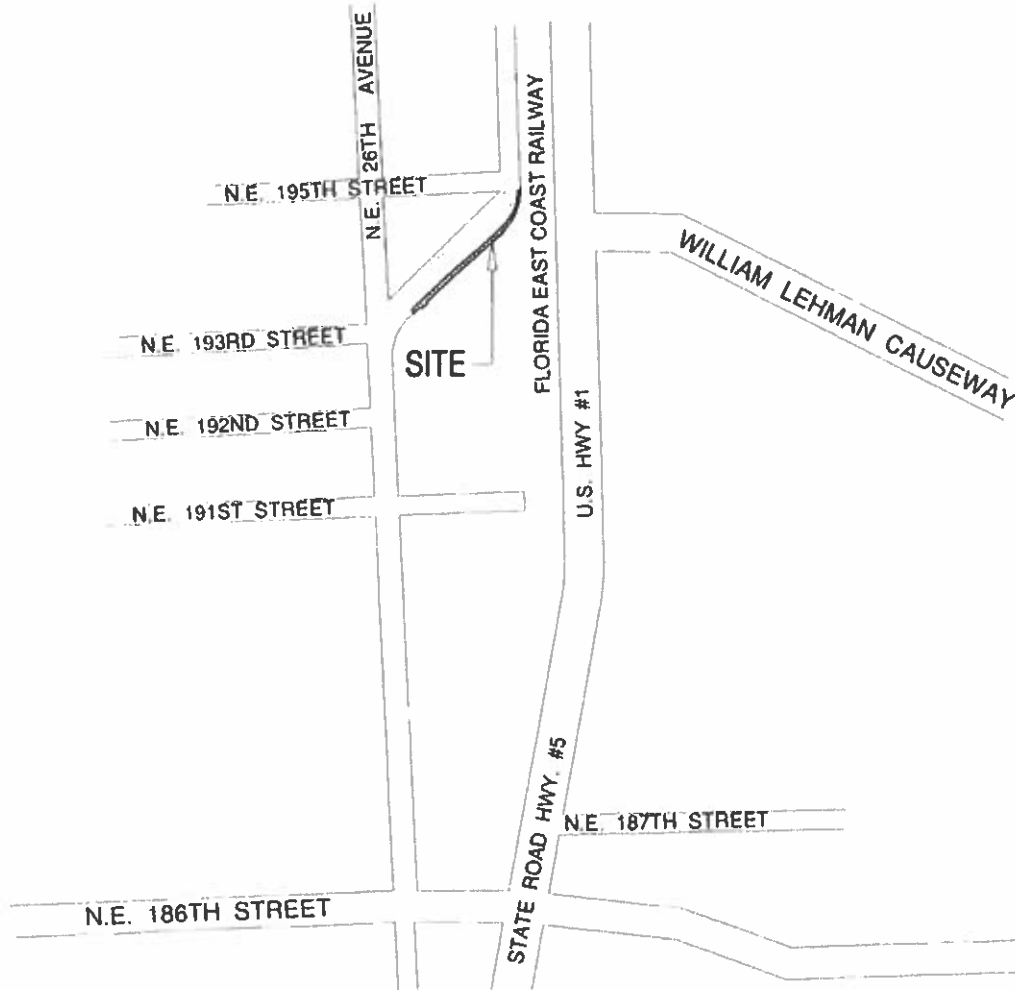 N.E. 26TH AVENUE
FLORIDA EAST COAST RAILWAY
N.E. 195TH STREET
WILLIAM LEHMAN CAUSEWAY
N.E. 193RD STREET
SITE
N.E. 192ND STREET
U.S. HWY #1
N.E. 191ST STREET
STATE ROAD HWY. #5
N.E. 187TH STREET
N.E. 186TH STREET